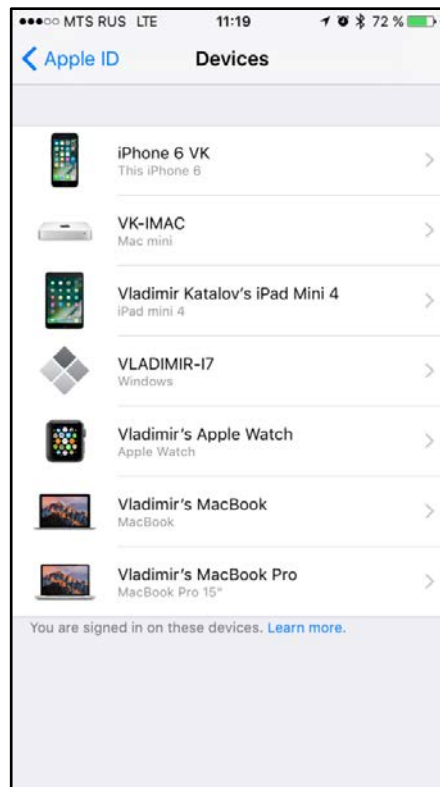 MTS RUS LTE 11:19 72 %
Apple ID Devices
iPhone 6 VK
This iPhone 6
VK-IMAC
Mac mini
Vladimir Katalov's iPad Mini 4
iPad mini 4
VLADIMIR-I7
Windows
Vladimir's Apple Watch
Apple Watch
Vladimir's MacBook
MacBook
Vladimir's MacBook Pro
MacBook Pro 15"
You are signed in on these devices. Learn more.